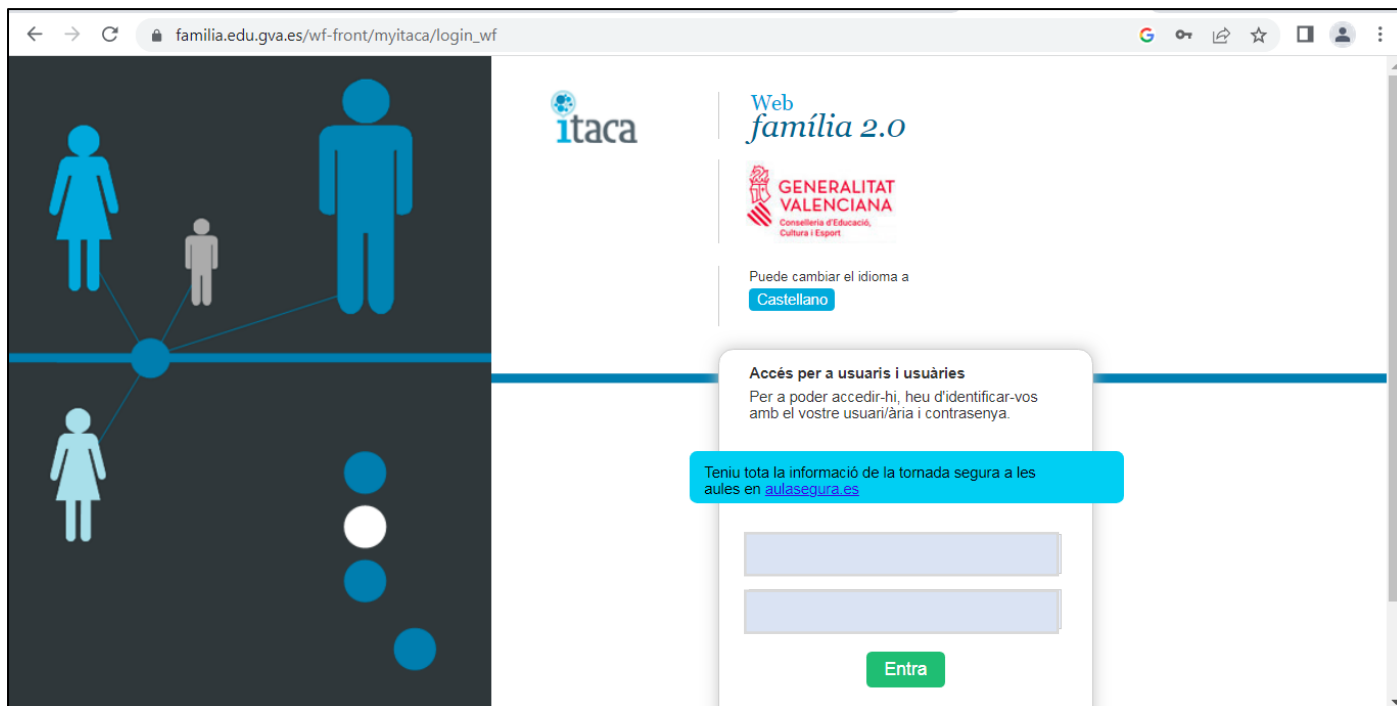 familia.edu.gva.es/wf-front/myitaca/login_wf
itaca
Web
família 2.0
GENERALITAT
VALENCIANA
Conselleria d'Educació,
Cultura i Esport
Puede cambiar el idioma a
Castellano
Accés per a usuaris i usuàries
Per a poder accedir-hi, heu d'identificar-vos
amb el vostre usuari/ària i contrasenya.
Teniu tota la informació de la tornada segura a les
aules en aulasegura.es
Entra